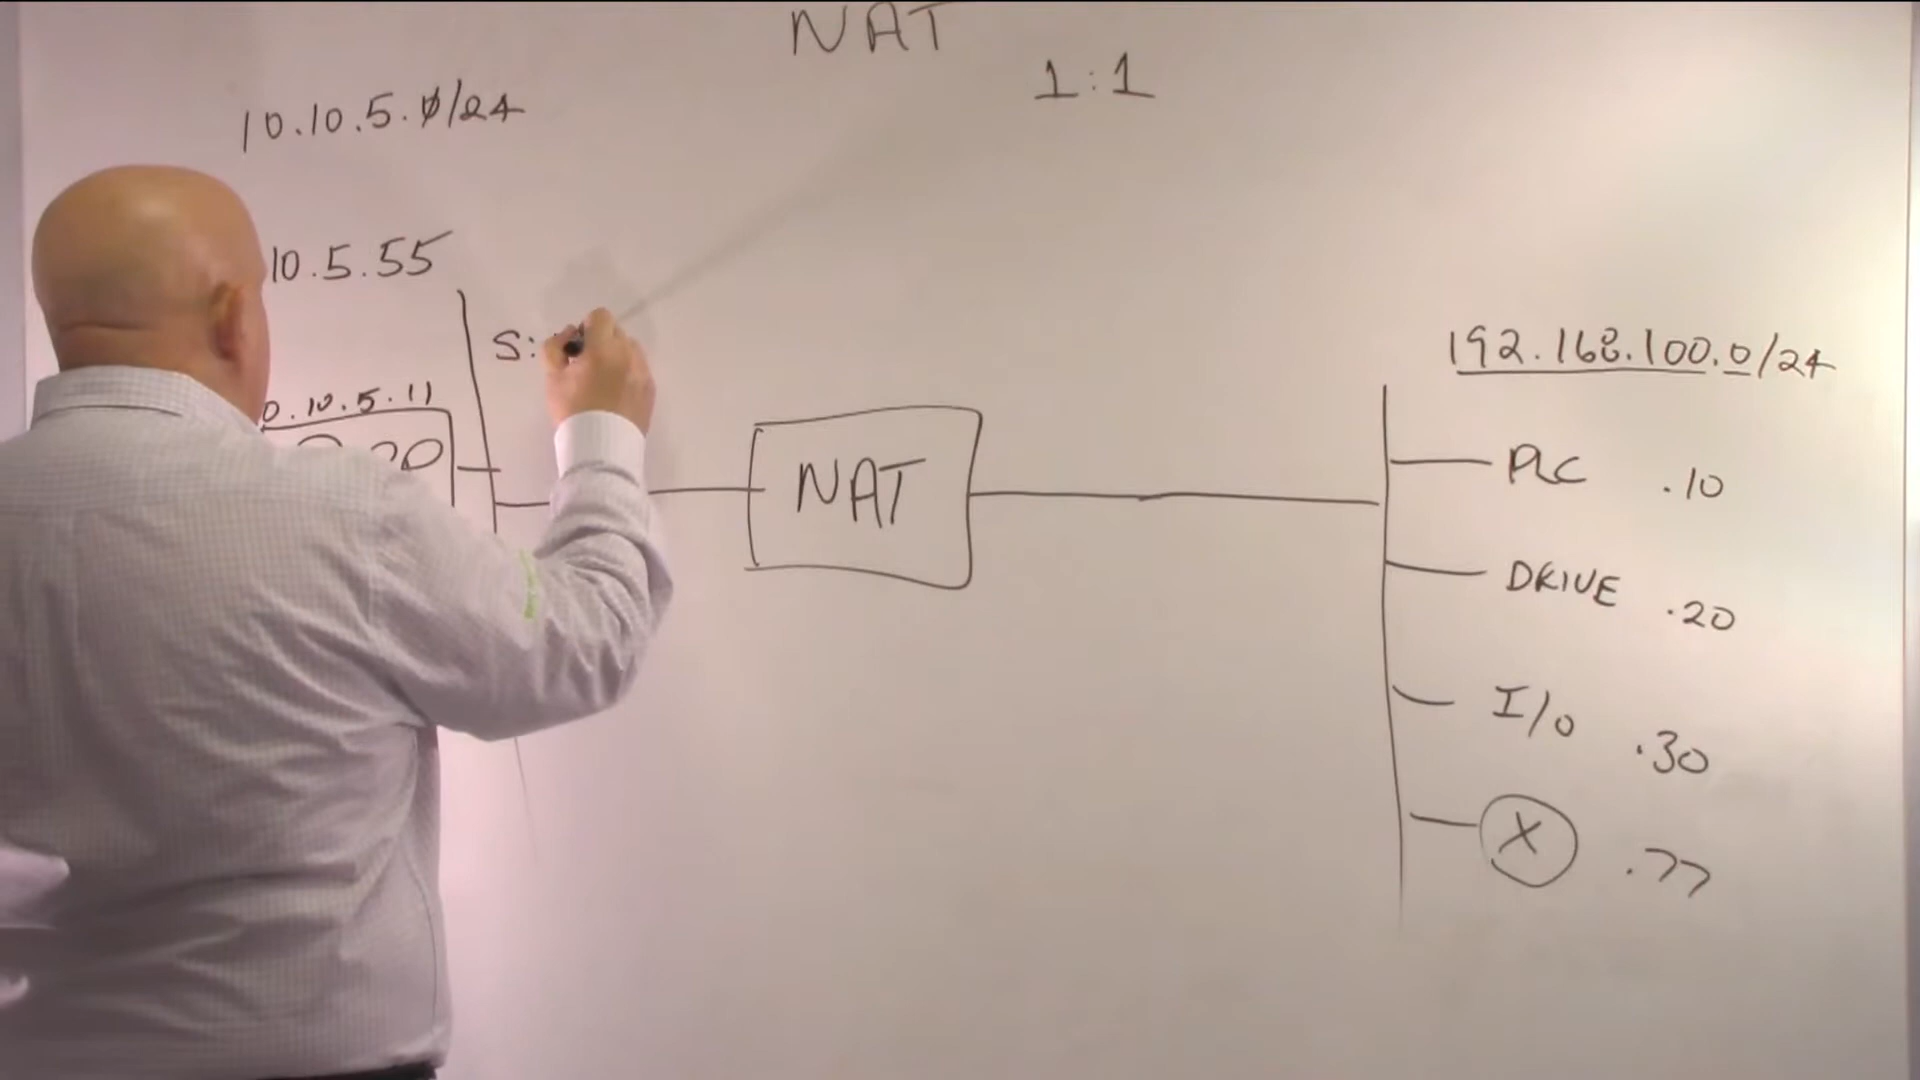 NAT
1:1
10.10.5.0/24
10.5.55
S:
0.10.5.11
NAT
192.168.100.0/24
PLC .10
DRIVE .20
I/O .30
X .77